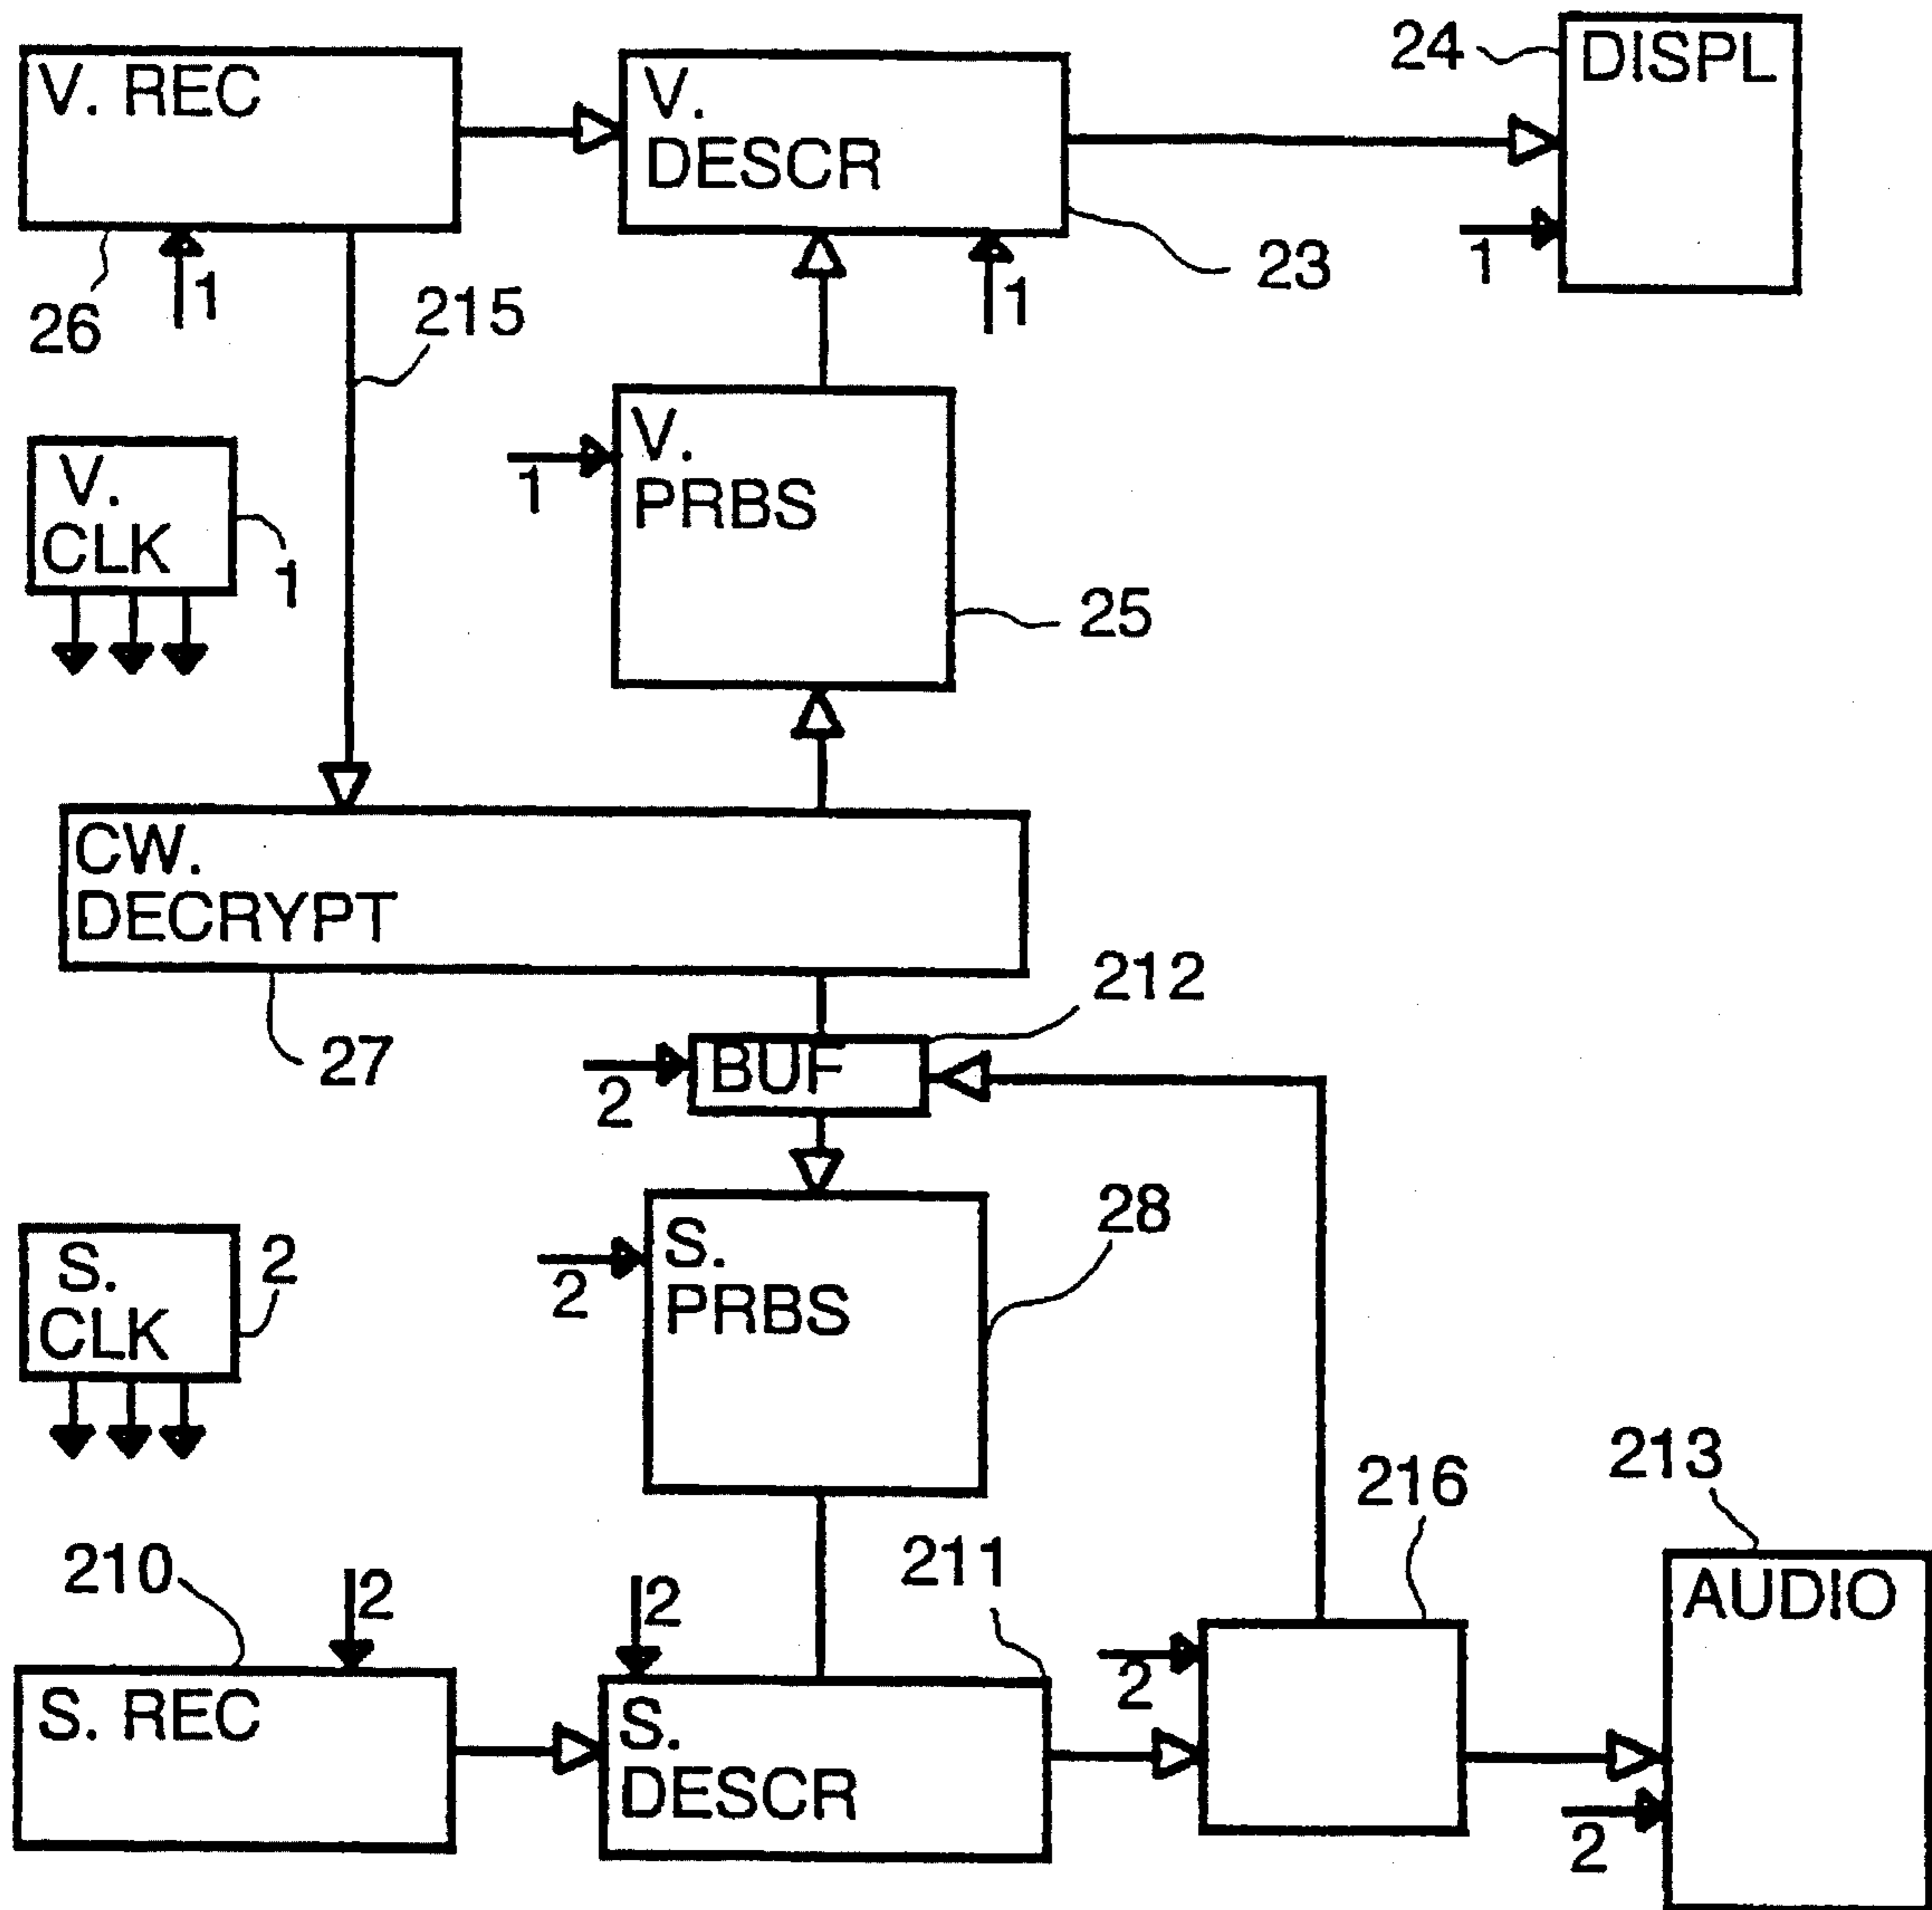 V. REC
V.
DESCR
24
DISPL
1
26
1
215
1
23
V.
CLK
1
1
V.
PRBS
25
CW.
DECRYPT
27
212
2
BUF
S.
CLK
2
2
S.
PRBS
28
210
2
S. REC
2
211
S.
DESCR
216
2
213
AUDIO
2